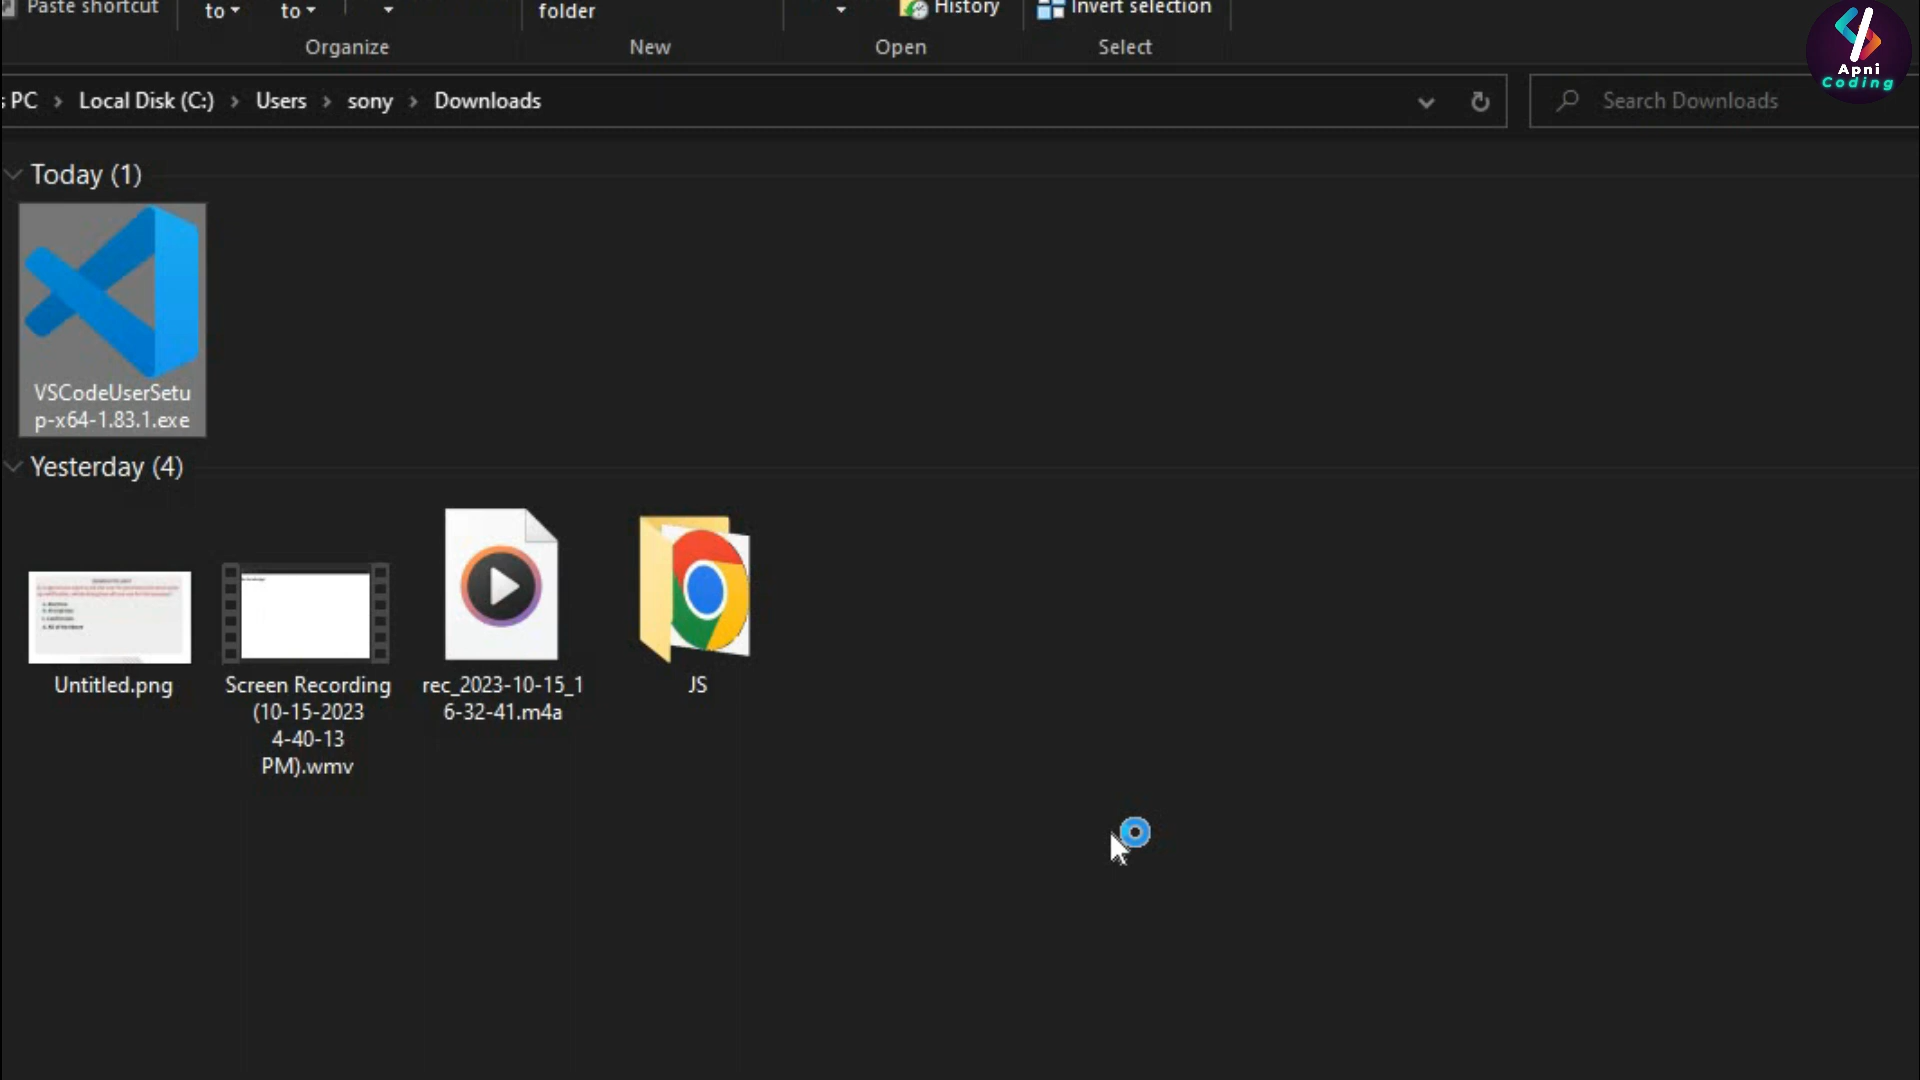 Paste shortcut
to
to
folder
History
Invert selection
Organize
New
Open
Select
Apni
Coding
PC
Local Disk (C:)
Users
sony
Downloads
Search Downloads
Today (1)
VSCodeUserSetu
p-x64-1.83.1.exe
Yesterday (4)
Untitled.png
Screen Recording
(10-15-2023
4-40-13
PM).wmv
rec_2023-10-15_1
6-32-41.m4a
JS